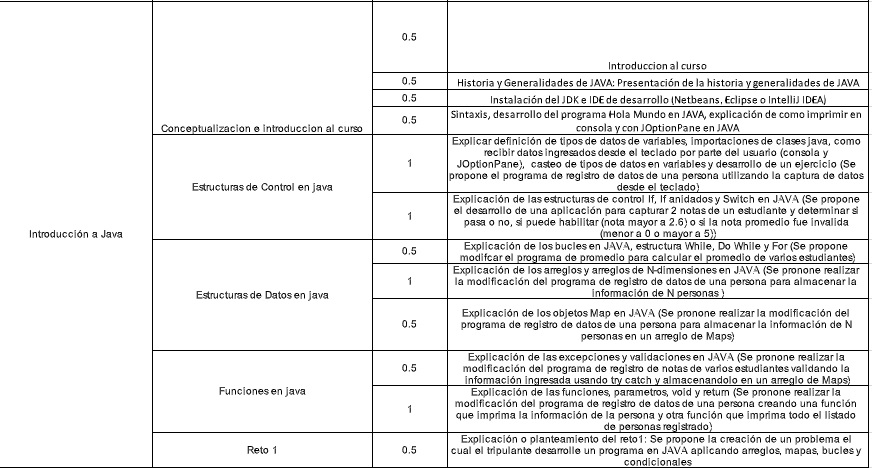 0.5
Introduccion al curso
0.5
Historia y Generalidades de JAVA: Presentación de la historia y generalidades de JAVA
0.5
Instalación del JDK e IDE de desarrollo (Netbeans, Eclipse o IntelliJ IDEA)
Conceptualizacion e introduccion al curso
0.5
Sintaxis, desarrollo del programa Hola Mundo en JAVA, explicación de como imprimir en
consola y con JOptionPane en JAVA
Introducción a Java
Estructuras de Control en java
1
Explicar definición de tipos de datos de variables, importaciones de clases java, como
recibir datos ingresados desde el teclado por parte del usuario (consola y
JOptionPane), casteo de tipos de datos en variables y desarrollo de un ejercicio (Se
propone el programa de registro de datos de una persona utilizando la captura de datos
desde el teclado)
1
Explicación de las estructuras de control If, If anidados y Switch en JAVA (Se propone
el desarrollo de una aplicación para capturar 2 notas de un estudiante y determinar si
pasa o no, si puede habilitar (nota mayor a 2.6) o si la nota promedio fue invalida
(menor a 0 o mayor a 5))
Estructuras de Datos en java
0.5
Explicación de los bucles en JAVA, estructura While, Do While y For (Se propone
modifcar el programa de promedio para calcular el promedio de varios estudiantes)
1
Explicación de los arreglos y arreglos de N-dimensiones en JAVA (Se pronone realizar
la modificación del programa de registro de datos de una persona para almacenar la
información de N personas )
0.5
Explicación de los objetos Map en JAVA (Se pronone realizar la modificación del
programa de registro de datos de una persona para almacenar la información de N
personas en un arreglo de Maps)
Funciones en java
0.5
Explicación de las excepciones y validaciones en JAVA (Se pronone realizar la
modificación del programa de registro de notas de varios estudiantes validando la
información ingresada usando try catch y almacenandolo en un arreglo de Maps)
1
Explicación de las funciones, parametros, void y return (Se pronone realizar la
modificación del programa de registro de datos de una persona creando una función
que imprima la información de la persona y otra función que imprima todo el listado
de personas registrado)
Reto 1
0.5
Explicación o planteamiento del reto1: Se propone la creación de un problema el
cual el tripulante desarrolle un programa en JAVA aplicando arreglos, mapas, bucles y
condicionales